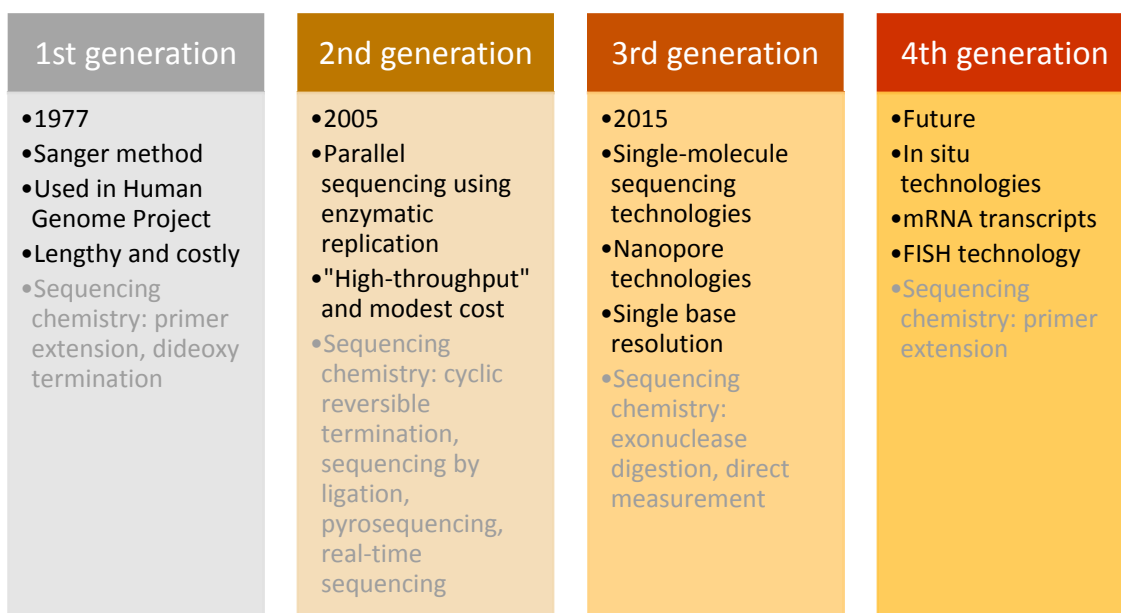 1st generation
•1977
•Sanger method
•Used in Human
Genome Project
•Lengthy and costly
•Sequencing
chemistry: primer
extension, dideoxy
termination
2nd generation
•2005
•Parallel
sequencing using
enzymatic
replication
•"High-throughput"
and modest cost
•Sequencing
chemistry: cyclic
reversible
termination,
sequencing by
ligation,
pyrosequencing,
real-time
sequencing
3rd generation
•2015
•Single-molecule
sequencing
technologies
•Nanopore
technologies
•Single base
resolution
•Sequencing
chemistry:
exonuclease
digestion, direct
measurement
4th generation
•Future
•In situ
technologies
•mRNA transcripts
•FISH technology
•Sequencing
chemistry: primer
extension